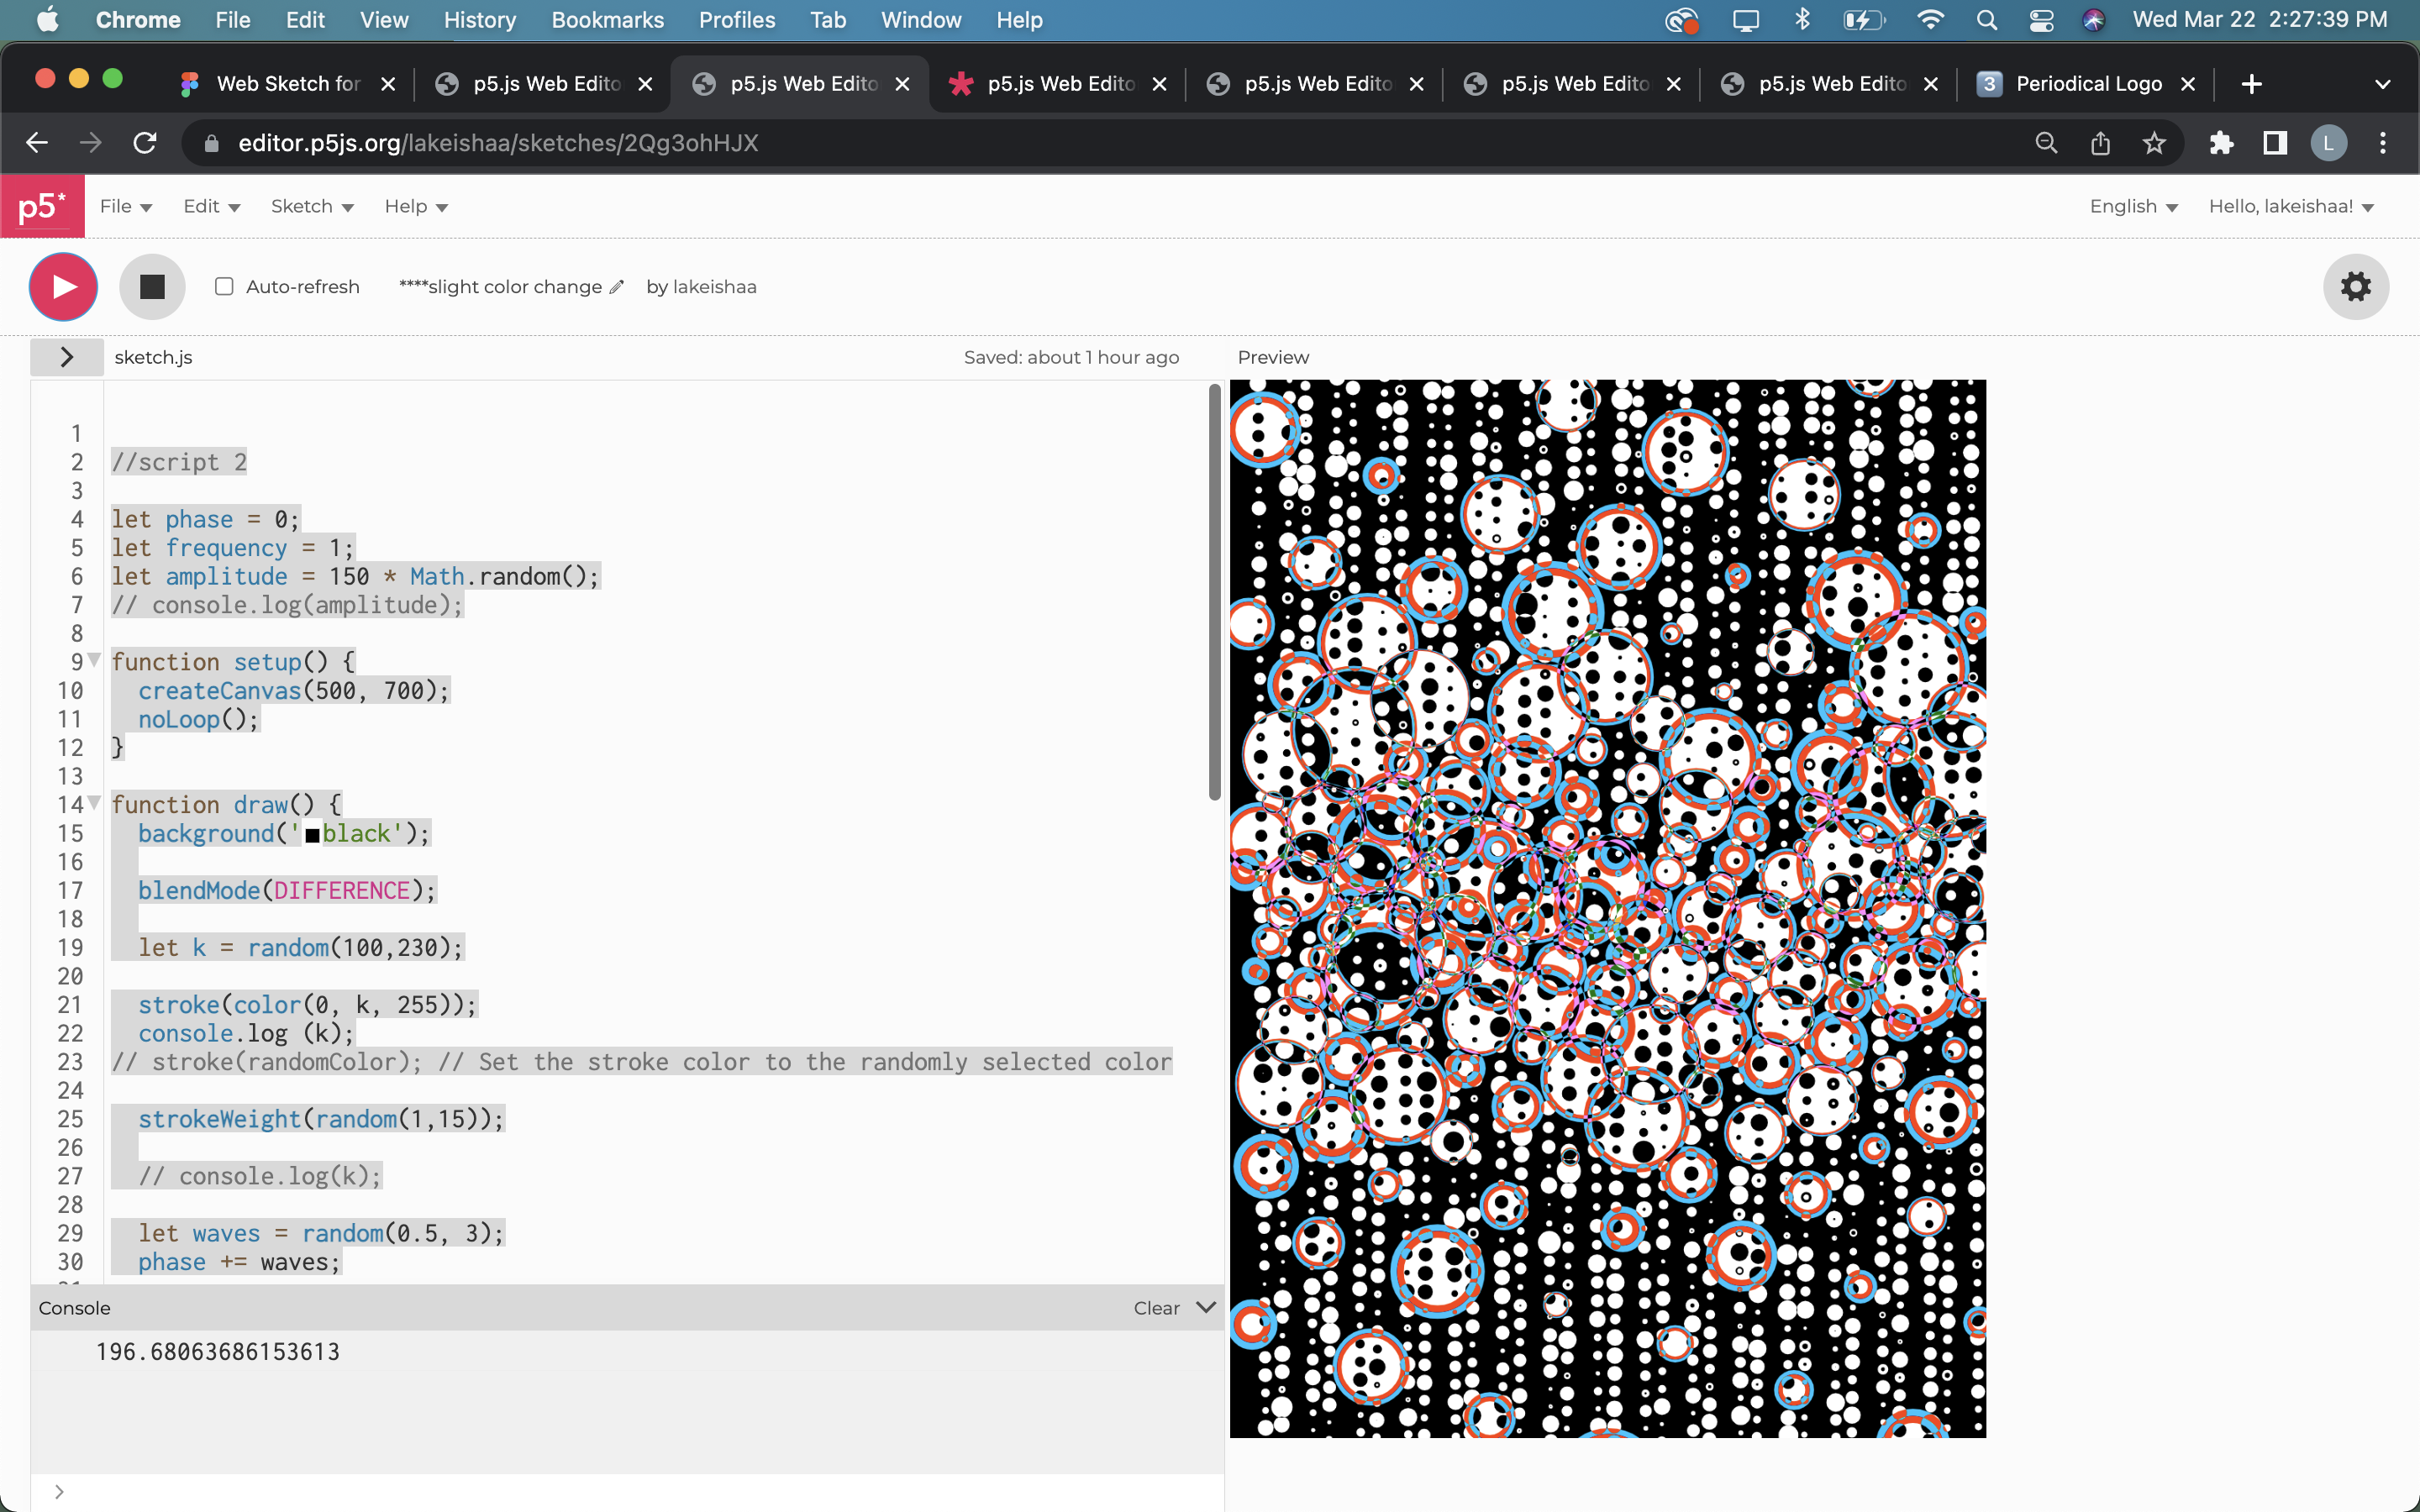 Chrome File Edit View History Bookmarks Profiles Tab Window Help Wed Mar 22 2:27:39 PM
Web Sketch for p5.js Web Edito p5.js Web Edito p5.js Web Edito p5.js Web Edito p5.js Web Edito p5.js Web Edito 3 Periodical Logo
editor.p5js.org/lakeishaa/sketches/2Qg3ohHJX L
p5* File Edit Sketch Help English Hello, lakeishaa!
Auto-refresh ****slight color change by lakeishaa
sketch.js Saved: about 1 hour ago Preview
1
2 //script 2
3
4 let phase = 0;
5 let frequency = 1;
6 let amplitude = 150 * Math.random();
7 // console.log(amplitude);
8
9 function setup() {
10 createCanvas(500, 700);
11 noLoop();
12 }
13
14 function draw() {
15 background('black');
16
17 blendMode(DIFFERENCE);
18
19 let k = random(100,230);
20
21 stroke(color(0, k, 255));
22 console.log (k);
23 // stroke(randomColor); // Set the stroke color to the randomly selected color
24
25 strokeWeight(random(1,15));
26
27 // console.log(k);
28
29 let waves = random(0.5, 3);
30 phase += waves;
Console Clear
196.68063686153613